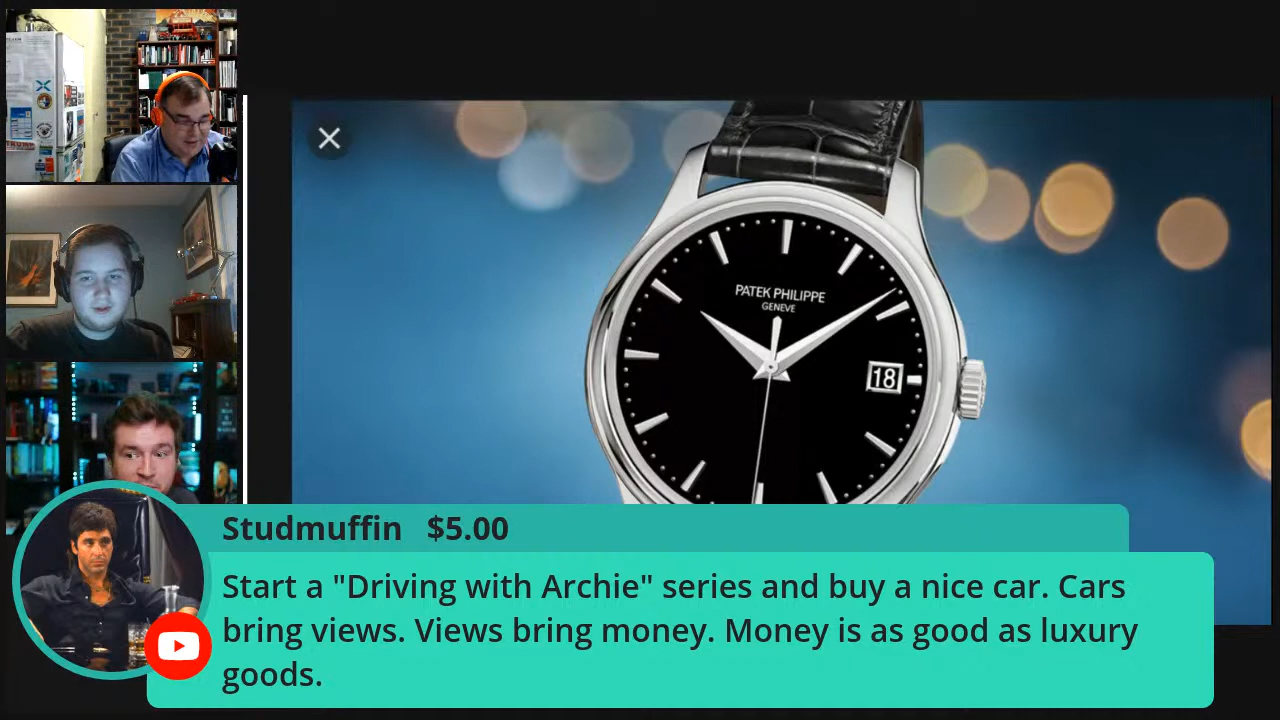 PATEK PHILIPPE
GENEVE
18
Studmuffin $5.00
Start a "Driving with Archie" series and buy a nice car. Cars
bring views. Views bring money. Money is as good as luxury
goods.